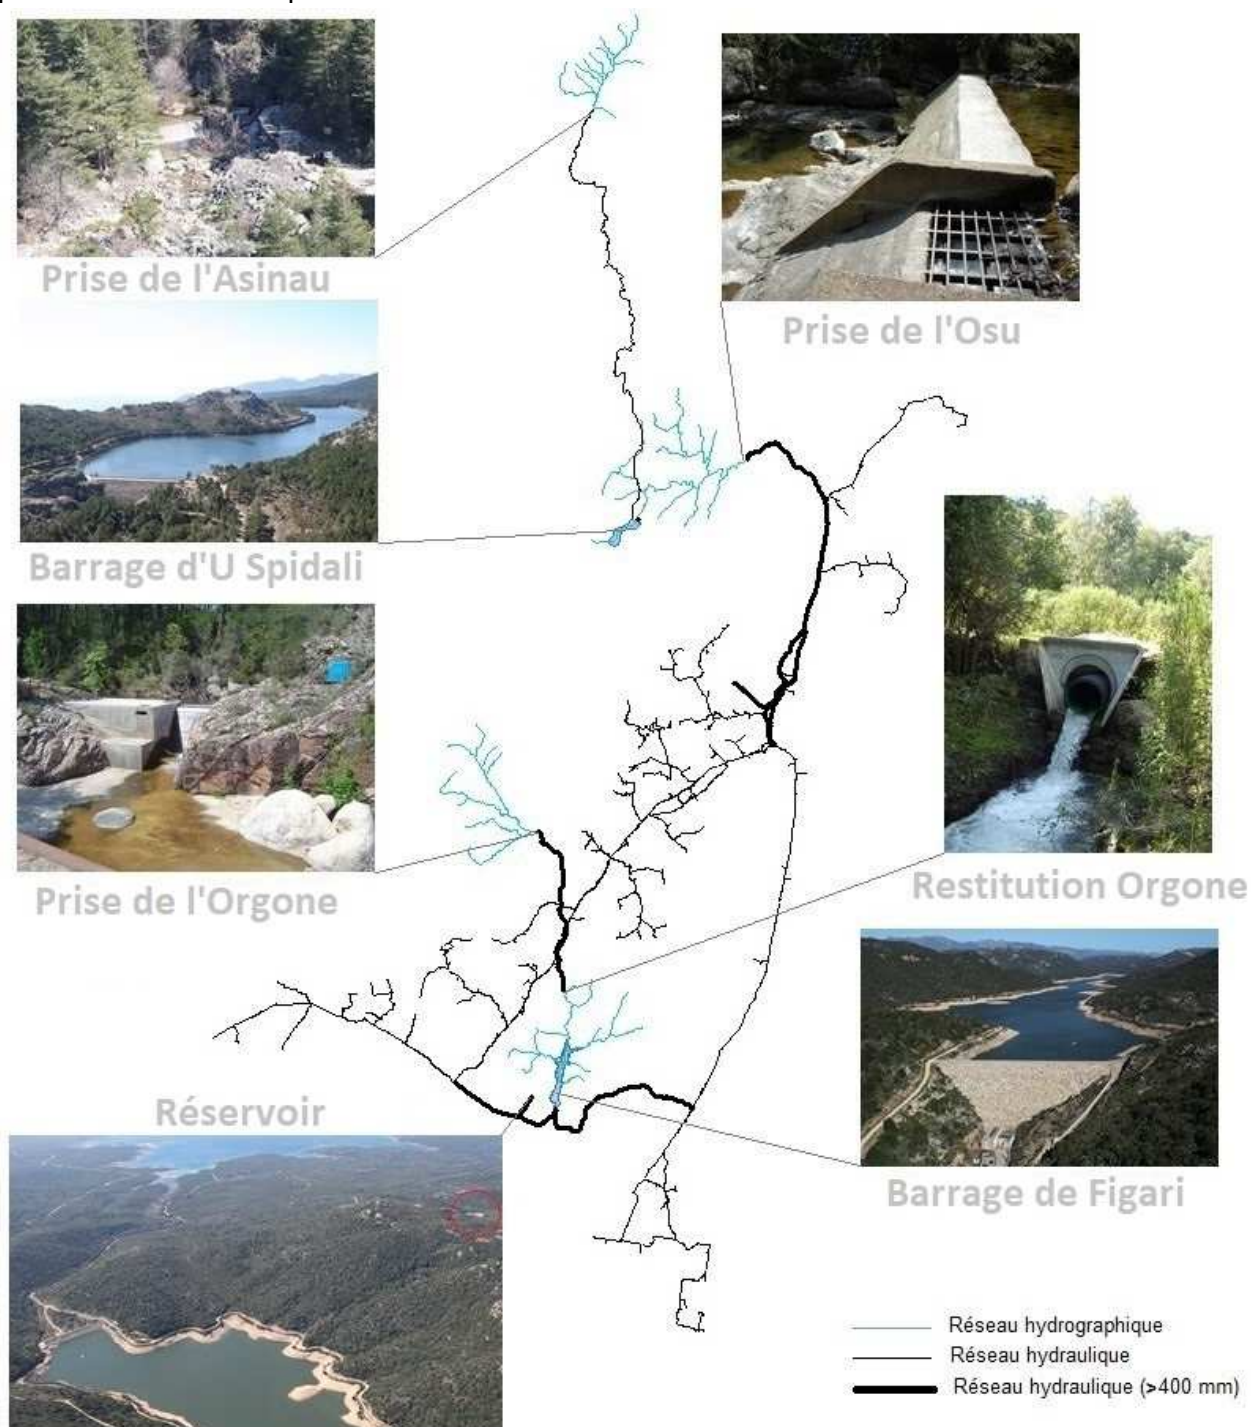 Prise de l'Asinau
Prise de l'Osu
Barrage d'U Spidali
Prise de l'Orgone
Restitution Orgone
Réservoir
Barrage de Figari
Réseau hydrographique
Réseau hydraulique
Réseau hydraulique (>400 mm)